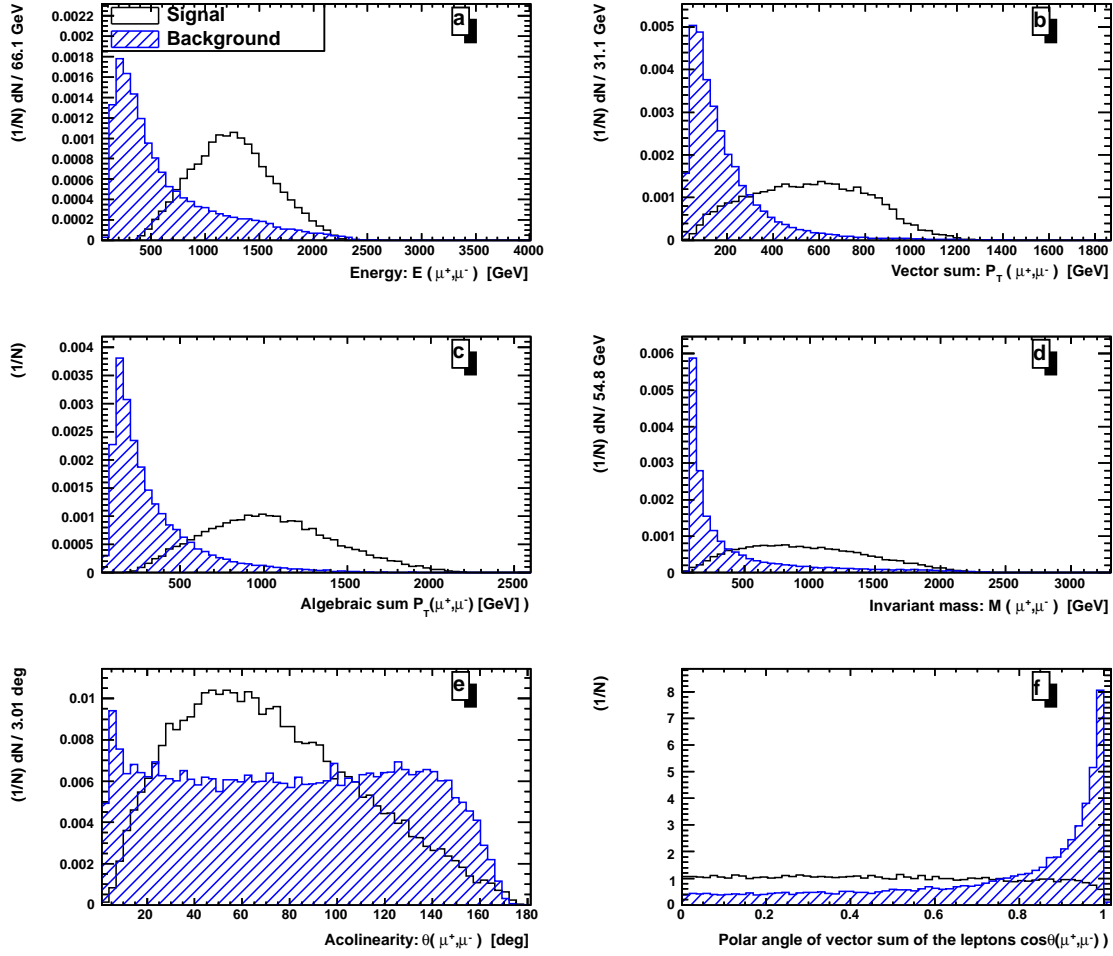 (1/N) dN / 66.1 GeV
0.0022
0.002
0.0018
0.0016
0.0014
0.0012
0.001
0.0008
0.0006
0.0004
0.0002
0
500 1000 1500 2000 2500 3000 3500 4000
Energy: E ( μ⁺,μ⁻ ) [GeV]
Signal
Background
a
(1/N) dN / 31.1 GeV
0.005
0.004
0.003
0.002
0.001
0
200 400 600 800 1000 1200 1400 1600 1800
Vector sum: P_T ( μ⁺,μ⁻ ) [GeV]
b
(1/N)
0.004
0.0035
0.003
0.0025
0.002
0.0015
0.001
0.0005
0
500 1000 1500 2000 2500
Algebraic sum P_T(μ⁺,μ⁻) [GeV] )
c
(1/N) dN / 54.8 GeV
0.006
0.005
0.004
0.003
0.002
0.001
0
500 1000 1500 2000 2500 3000
Invariant mass: M ( μ⁺,μ⁻ ) [GeV]
d
(1/N) dN / 3.01 deg
0.01
0.008
0.006
0.004
0.002
0
20 40 60 80 100 120 140 160 180
Acolinearity: θ( μ⁺,μ⁻ ) [deg]
e
(1/N)
8
7
6
5
4
3
2
1
0
0 0.2 0.4 0.6 0.8 1
Polar angle of vector sum of the leptons cosθ(μ⁺,μ⁻) )
f